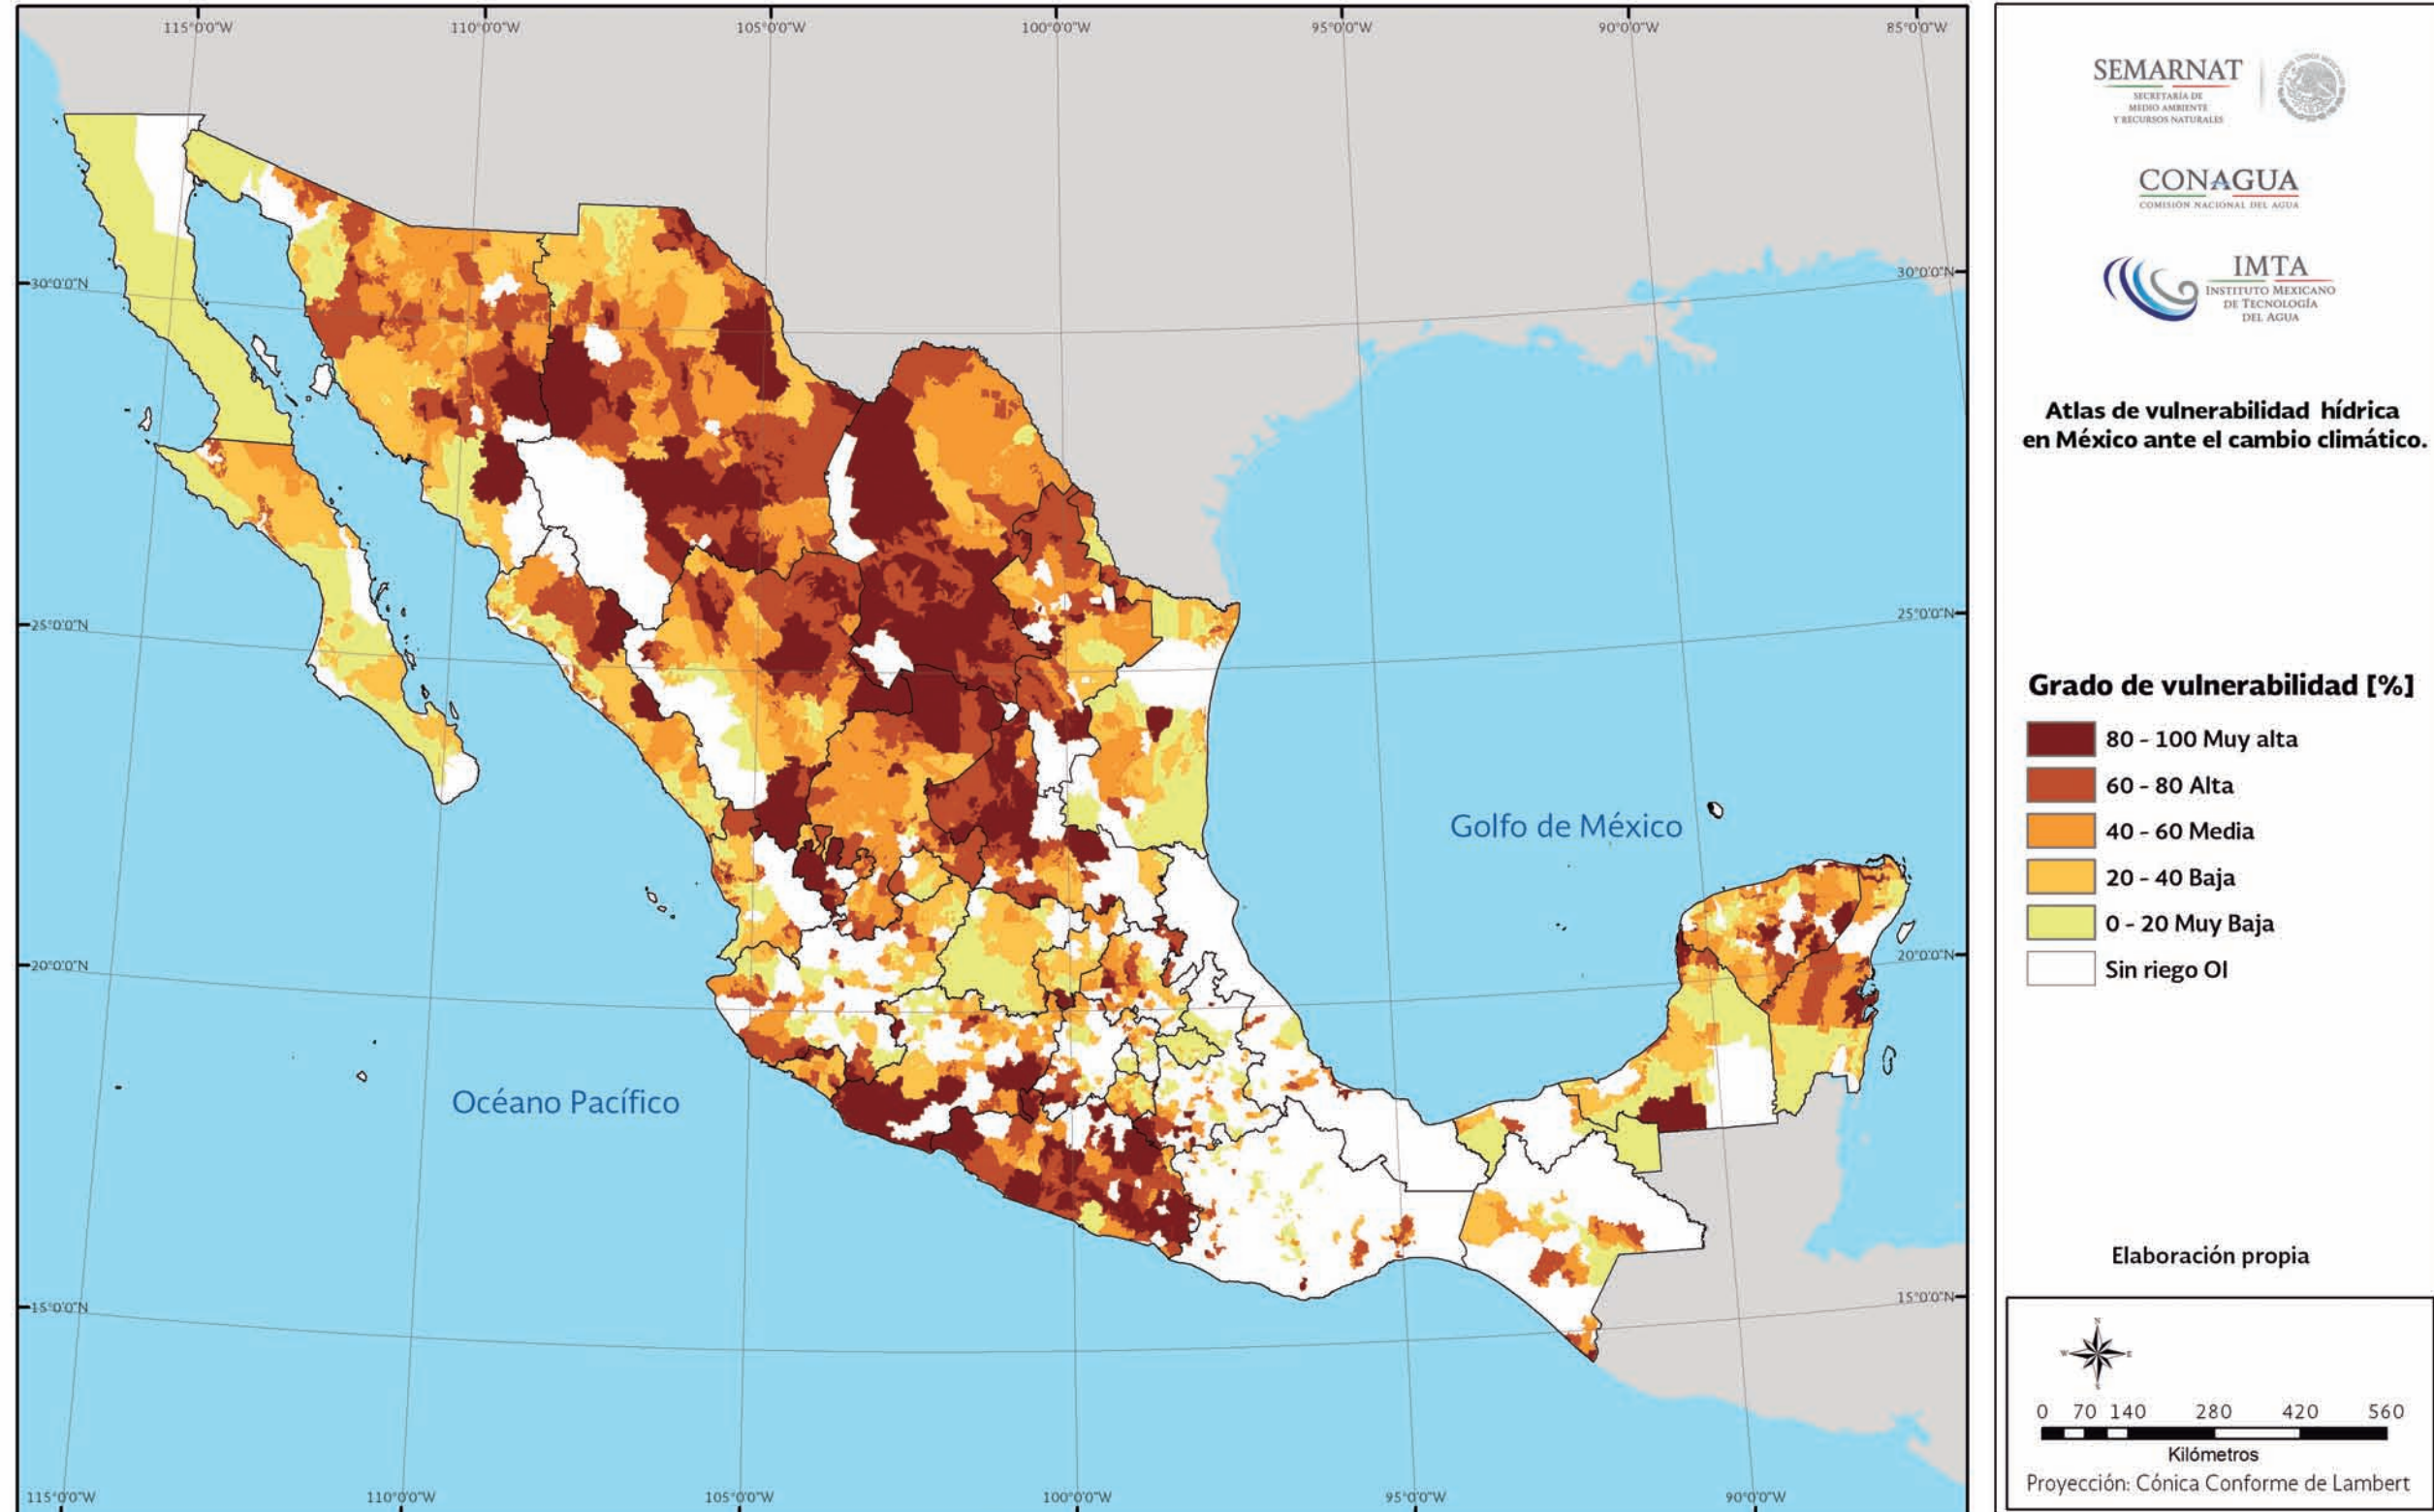 115°0'0"W
110°0'0"W
105°0'0"W
100°0'0"W
95°0'0"W
90°0'0"W
85°0'0"W
30°0'0"N
30°0'0"N
25°0'0"N
25°0'0"N
20°0'0"N
20°0'0"N
15°0'0"N
15°0'0"N
Golfo de México
Océano Pacífico
115°0'0"W
110°0'0"W
105°0'0"W
100°0'0"W
95°0'0"W
90°0'0"W
SEMARNAT
SECRETARÍA DE
MEDIO AMBIENTE
Y RECURSOS NATURALES
CONAGUA
COMISIÓN NACIONAL DEL AGUA
IMTA
INSTITUTO MEXICANO
DE TECNOLOGÍA
DEL AGUA
Atlas de vulnerabilidad hídrica
en México ante el cambio climático.
Grado de vulnerabilidad [%]
80 - 100 Muy alta
60 - 80 Alta
40 - 60 Media
20 - 40 Baja
0 - 20 Muy Baja
Sin riego OI
Elaboración propia
N
W E
S
0 70 140 280 420 560
Kilómetros
Proyección: Cónica Conforme de Lambert